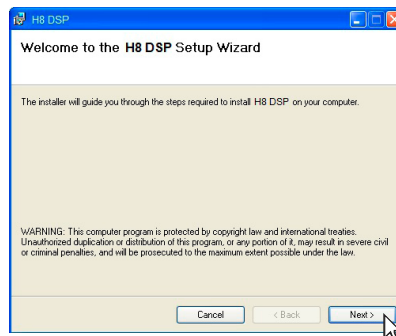 H8 DSP
Welcome to the H8 DSP Setup Wizard
The installer will guide you through the steps required to install H8 DSP on your computer.
WARNING: This computer program is protected by copyright law and international treaties.
Unauthorized duplication or distribution of this program, or any portion of it, may result in severe civil
or criminal penalties, and will be prosecuted to the maximum extent possible under the law.
Cancel
< Back
Next >